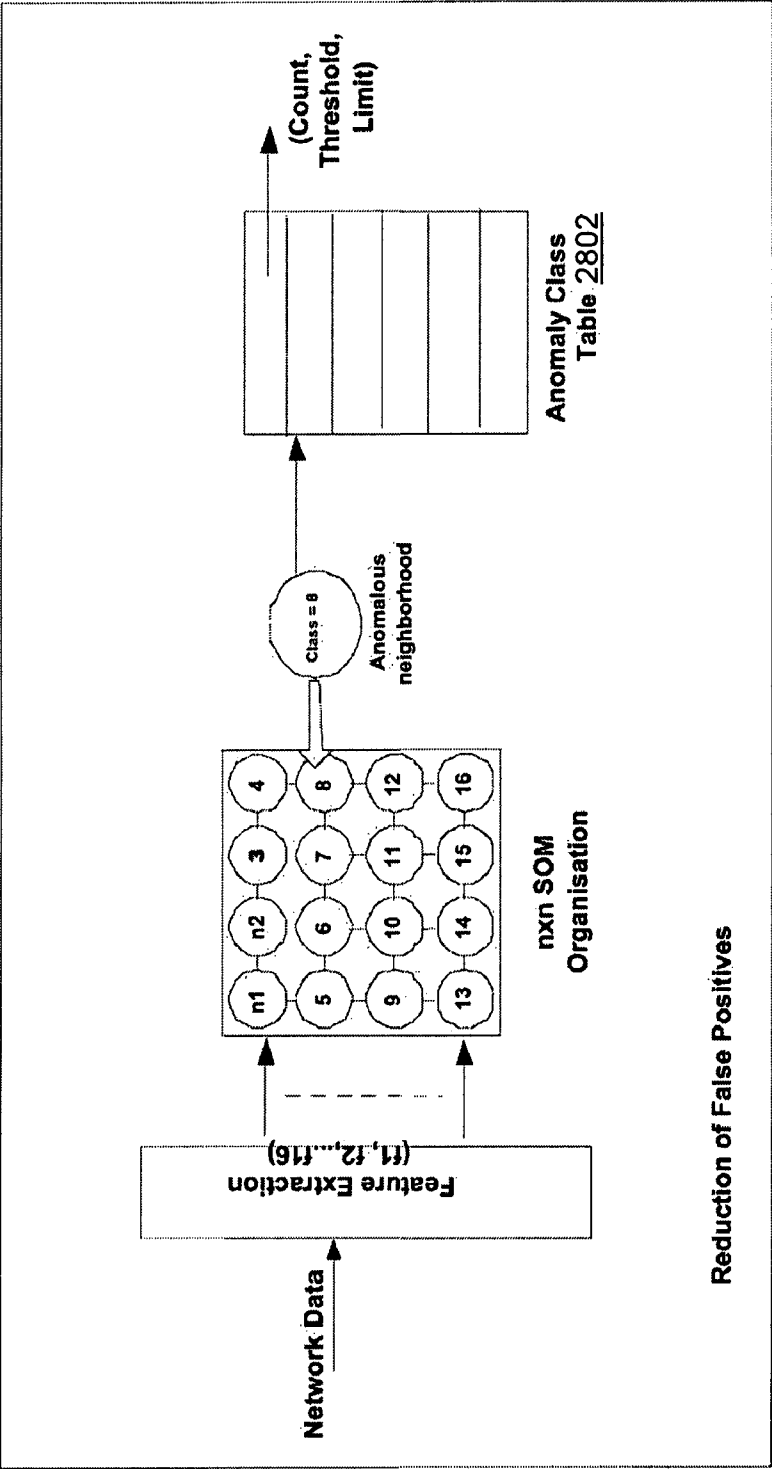 Network Data
Feature Extraction
(f1, f2,...f16)
n1 n2 3 4
5 6 7 8
9 10 11 12
13 14 15 16
nxn SOM
Organisation
Class = 8
Anomalous
neighborhood
Anomaly Class
Table 2802
(Count,
Threshold,
Limit)
Reduction of False Positives